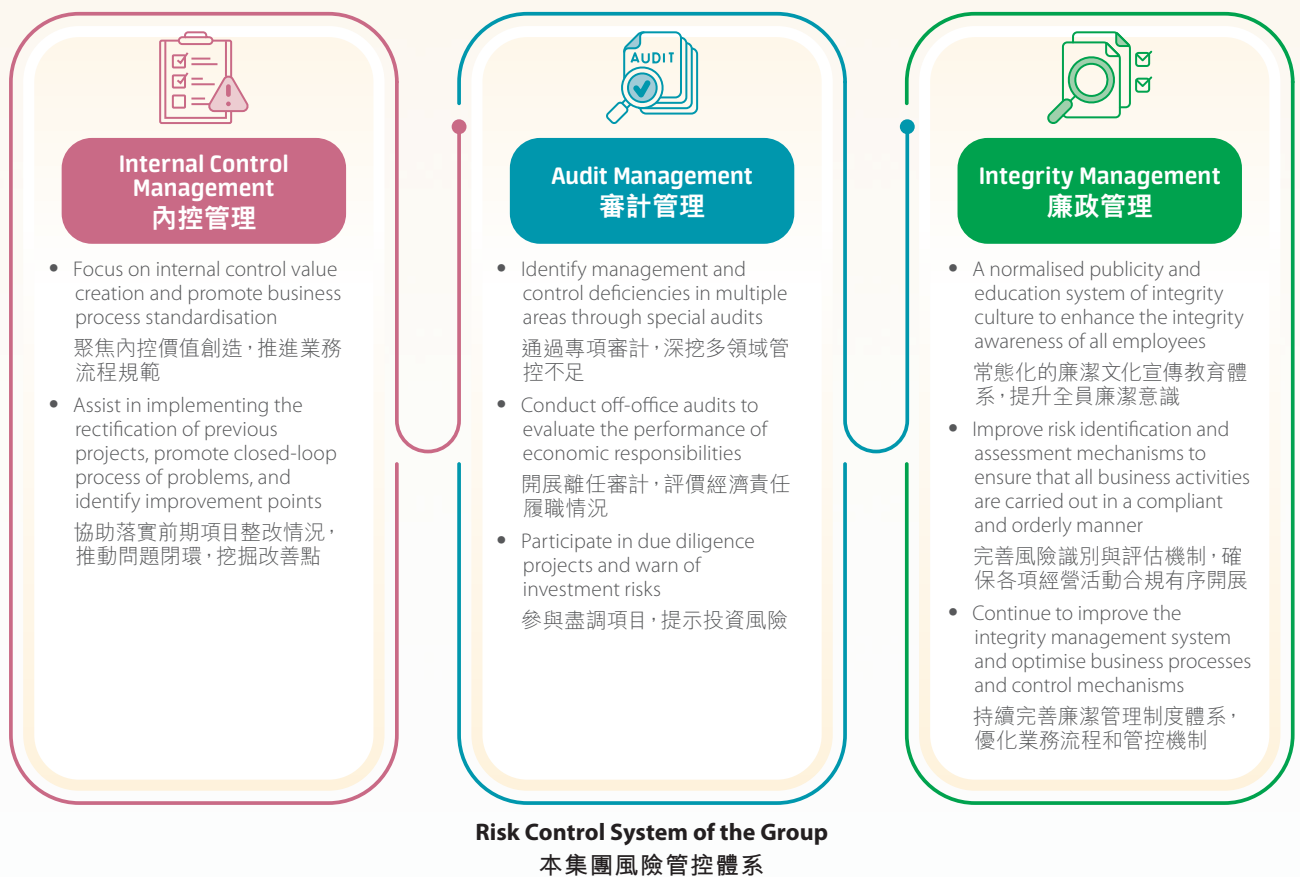 Internal Control
Management
內控管理
• Focus on internal control value
creation and promote business
process standardisation
聚焦內控價值創造，推進業務
流程規範
• Assist in implementing the
rectification of previous
projects, promote closed-loop
process of problems, and
identify improvement points
協助落實前期項目整改情況，
推動問題閉環，挖掘改善點
AUDIT
Audit Management
審計管理
• Identify management and
control deficiencies in multiple
areas through special audits
通過專項審計，深挖多領域管
控不足
• Conduct off-office audits to
evaluate the performance of
economic responsibilities
開展離任審計，評價經濟責任
履職情況
• Participate in due diligence
projects and warn of
investment risks
參與盡調項目，提示投資風險
Integrity Management
廉政管理
• A normalised publicity and
education system of integrity
culture to enhance the integrity
awareness of all employees
常態化的廉潔文化宣傳教育體
系，提升全員廉潔意識
• Improve risk identification and
assessment mechanisms to
ensure that all business activities
are carried out in a compliant
and orderly manner
完善風險識別與評估機制，確
保各項經營活動合規有序開展
• Continue to improve the
integrity management system
and optimise business processes
and control mechanisms
持續完善廉潔管理制度體系，
優化業務流程和管控機制
Risk Control System of the Group
本集團風險管控體系